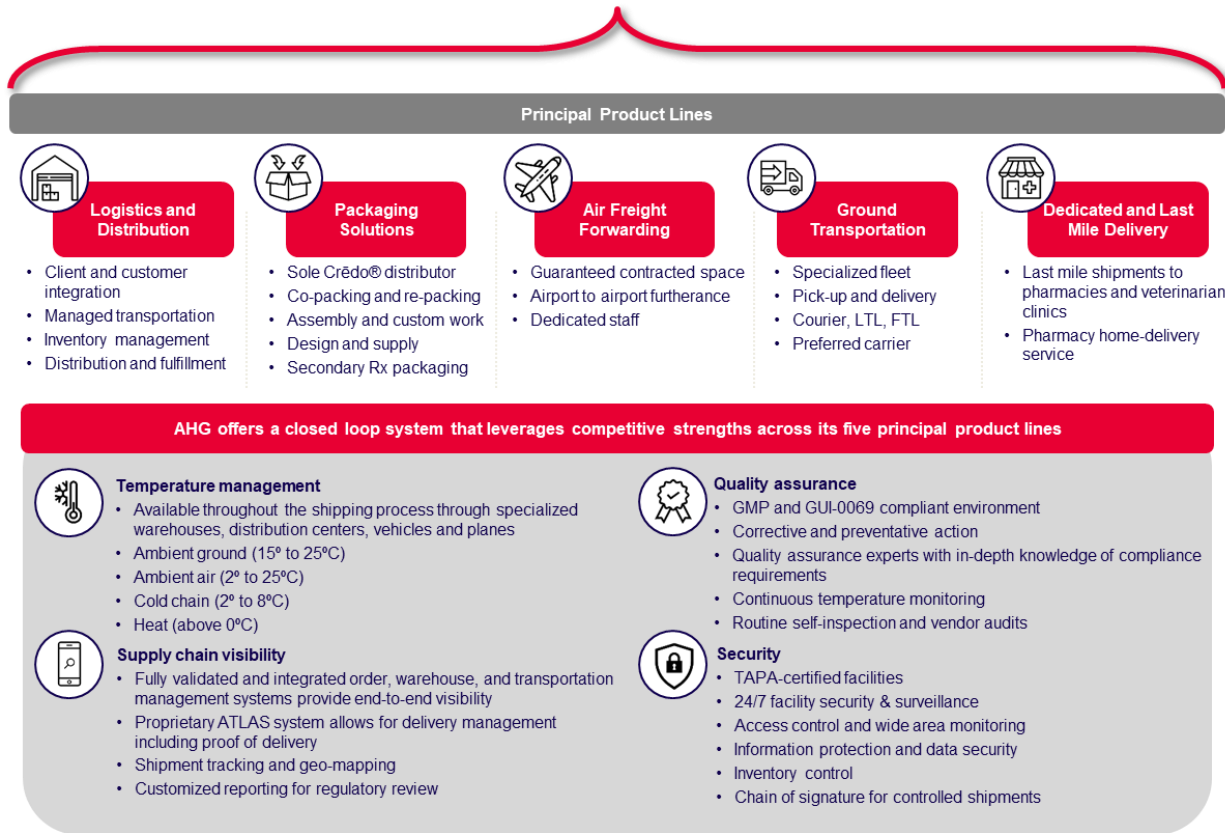 Principal Product Lines
Logistics and
Distribution
• Client and customer
integration
• Managed transportation
• Inventory management
• Distribution and fulfillment
Packaging
Solutions
• Sole Crēdo® distributor
• Co-packing and re-packing
• Assembly and custom work
• Design and supply
• Secondary Rx packaging
Air Freight
Forwarding
• Guaranteed contracted space
• Airport to airport furtherance
• Dedicated staff
Ground
Transportation
• Specialized fleet
• Pick-up and delivery
• Courier, LTL, FTL
• Preferred carrier
Dedicated and Last
Mile Delivery
• Last mile shipments to
pharmacies and veterinarian
clinics
• Pharmacy home-delivery
service
AHG offers a closed loop system that leverages competitive strengths across its five principal product lines
Temperature management
• Available throughout the shipping process through specialized
warehouses, distribution centers, vehicles and planes
• Ambient ground (15º to 25ºC)
• Ambient air (2º to 25ºC)
• Cold chain (2º to 8ºC)
• Heat (above 0ºC)
Supply chain visibility
• Fully validated and integrated order, warehouse, and transportation
management systems provide end-to-end visibility
• Proprietary ATLAS system allows for delivery management
including proof of delivery
• Shipment tracking and geo-mapping
• Customized reporting for regulatory review
Quality assurance
• GMP and GUI-0069 compliant environment
• Corrective and preventative action
• Quality assurance experts with in-depth knowledge of compliance
requirements
• Continuous temperature monitoring
• Routine self-inspection and vendor audits
Security
• TAPA-certified facilities
• 24/7 facility security & surveillance
• Access control and wide area monitoring
• Information protection and data security
• Inventory control
• Chain of signature for controlled shipments